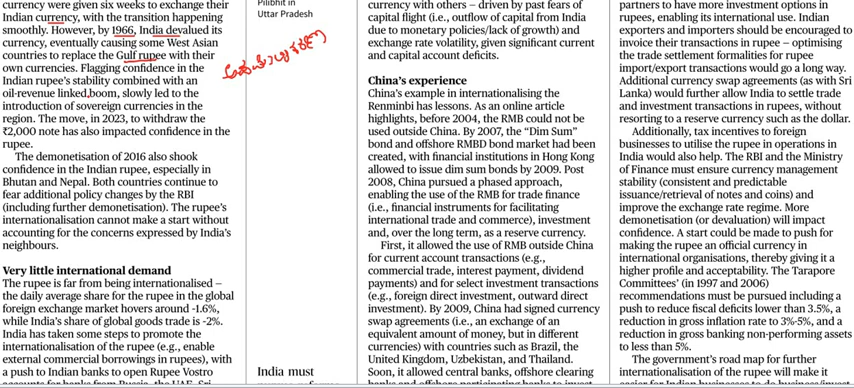 currency were given six weeks to exchange their
Indian currency, with the transition happening
smoothly. However, by 1966, India devalued its
currency, eventually causing some West Asian
countries to replace the Gulf rupee with their
own currencies. Flagging confidence in the
Indian rupee's stability combined with an
oil-revenue linked boom, slowly led to the
introduction of sovereign currencies in the
region. The move, in 2023, to withdraw the
₹2,000 note has also impacted confidence in the
rupee.
The demonetisation of 2016 also shook
confidence in the Indian rupee, especially in
Bhutan and Nepal. Both countries continue to
fear additional policy changes by the RBI
(including further demonetisation). The rupee's
internationalisation cannot make a start without
accounting for the concerns expressed by India's
neighbours.
Very little international demand
The rupee is far from being internationalised –
the daily average share for the rupee in the global
foreign exchange market hovers around ~1.6%,
while India's share of global goods trade is ~2%.
India has taken some steps to promote the
internationalisation of the rupee (e.g., enable
external commercial borrowings in rupees), with
a push to Indian banks to open Rupee Vostro
accounts for banks from Russia, the UAE, Sri
Pilibhit in
Uttar Pradesh
India must
currency with others – driven by past fears of
capital flight (i.e., outflow of capital from India
due to monetary policies/lack of growth) and
exchange rate volatility, given significant current
and capital account deficits.
China's experience
China's example in internationalising the
Renminbi has lessons. As an online article
highlights, before 2004, the RMB could not be
used outside China. By 2007, the “Dim Sum”
bond and offshore RMBD bond market had been
created, with financial institutions in Hong Kong
allowed to issue dim sum bonds by 2009. Post
2008, China pursued a phased approach,
enabling the use of the RMB for trade finance
(i.e., financial instruments for facilitating
international trade and commerce), investment
and, over the long term, as a reserve currency.
First, it allowed the use of RMB outside China
for current account transactions (e.g.,
commercial trade, interest payment, dividend
payments) and for select investment transactions
(e.g., foreign direct investment, outward direct
investment). By 2009, China had signed currency
swap agreements (i.e., an exchange of an
equivalent amount of money, but in different
currencies) with countries such as Brazil, the
United Kingdom, Uzbekistan, and Thailand.
Soon, it allowed central banks, offshore clearing
banks and offshore participating banks to invest
partners to have more investment options in
rupees, enabling its international use. Indian
exporters and importers should be encouraged to
invoice their transactions in rupee – optimising
the trade settlement formalities for rupee
import/export transactions would go a long way.
Additional currency swap agreements (as with Sri
Lanka) would further allow India to settle trade
and investment transactions in rupees, without
resorting to a reserve currency such as the dollar.
Additionally, tax incentives to foreign
businesses to utilise the rupee in operations in
India would also help. The RBI and the Ministry
of Finance must ensure currency management
stability (consistent and predictable
issuance/retrieval of notes and coins) and
improve the exchange rate regime. More
demonetisation (or devaluation) will impact
confidence. A start could be made to push for
making the rupee an official currency in
international organisations, thereby giving it a
higher profile and acceptability. The Tarapore
Committees' (in 1997 and 2006)
recommendations must be pursued including a
push to reduce fiscal deficits lower than 3.5%, a
reduction in gross inflation rate to 3%-5%, and a
reduction in gross banking non-performing assets
to less than 5%.
The government's road map for further
internationalisation of the rupee will make it
easier for Indian businesses to do business/invest